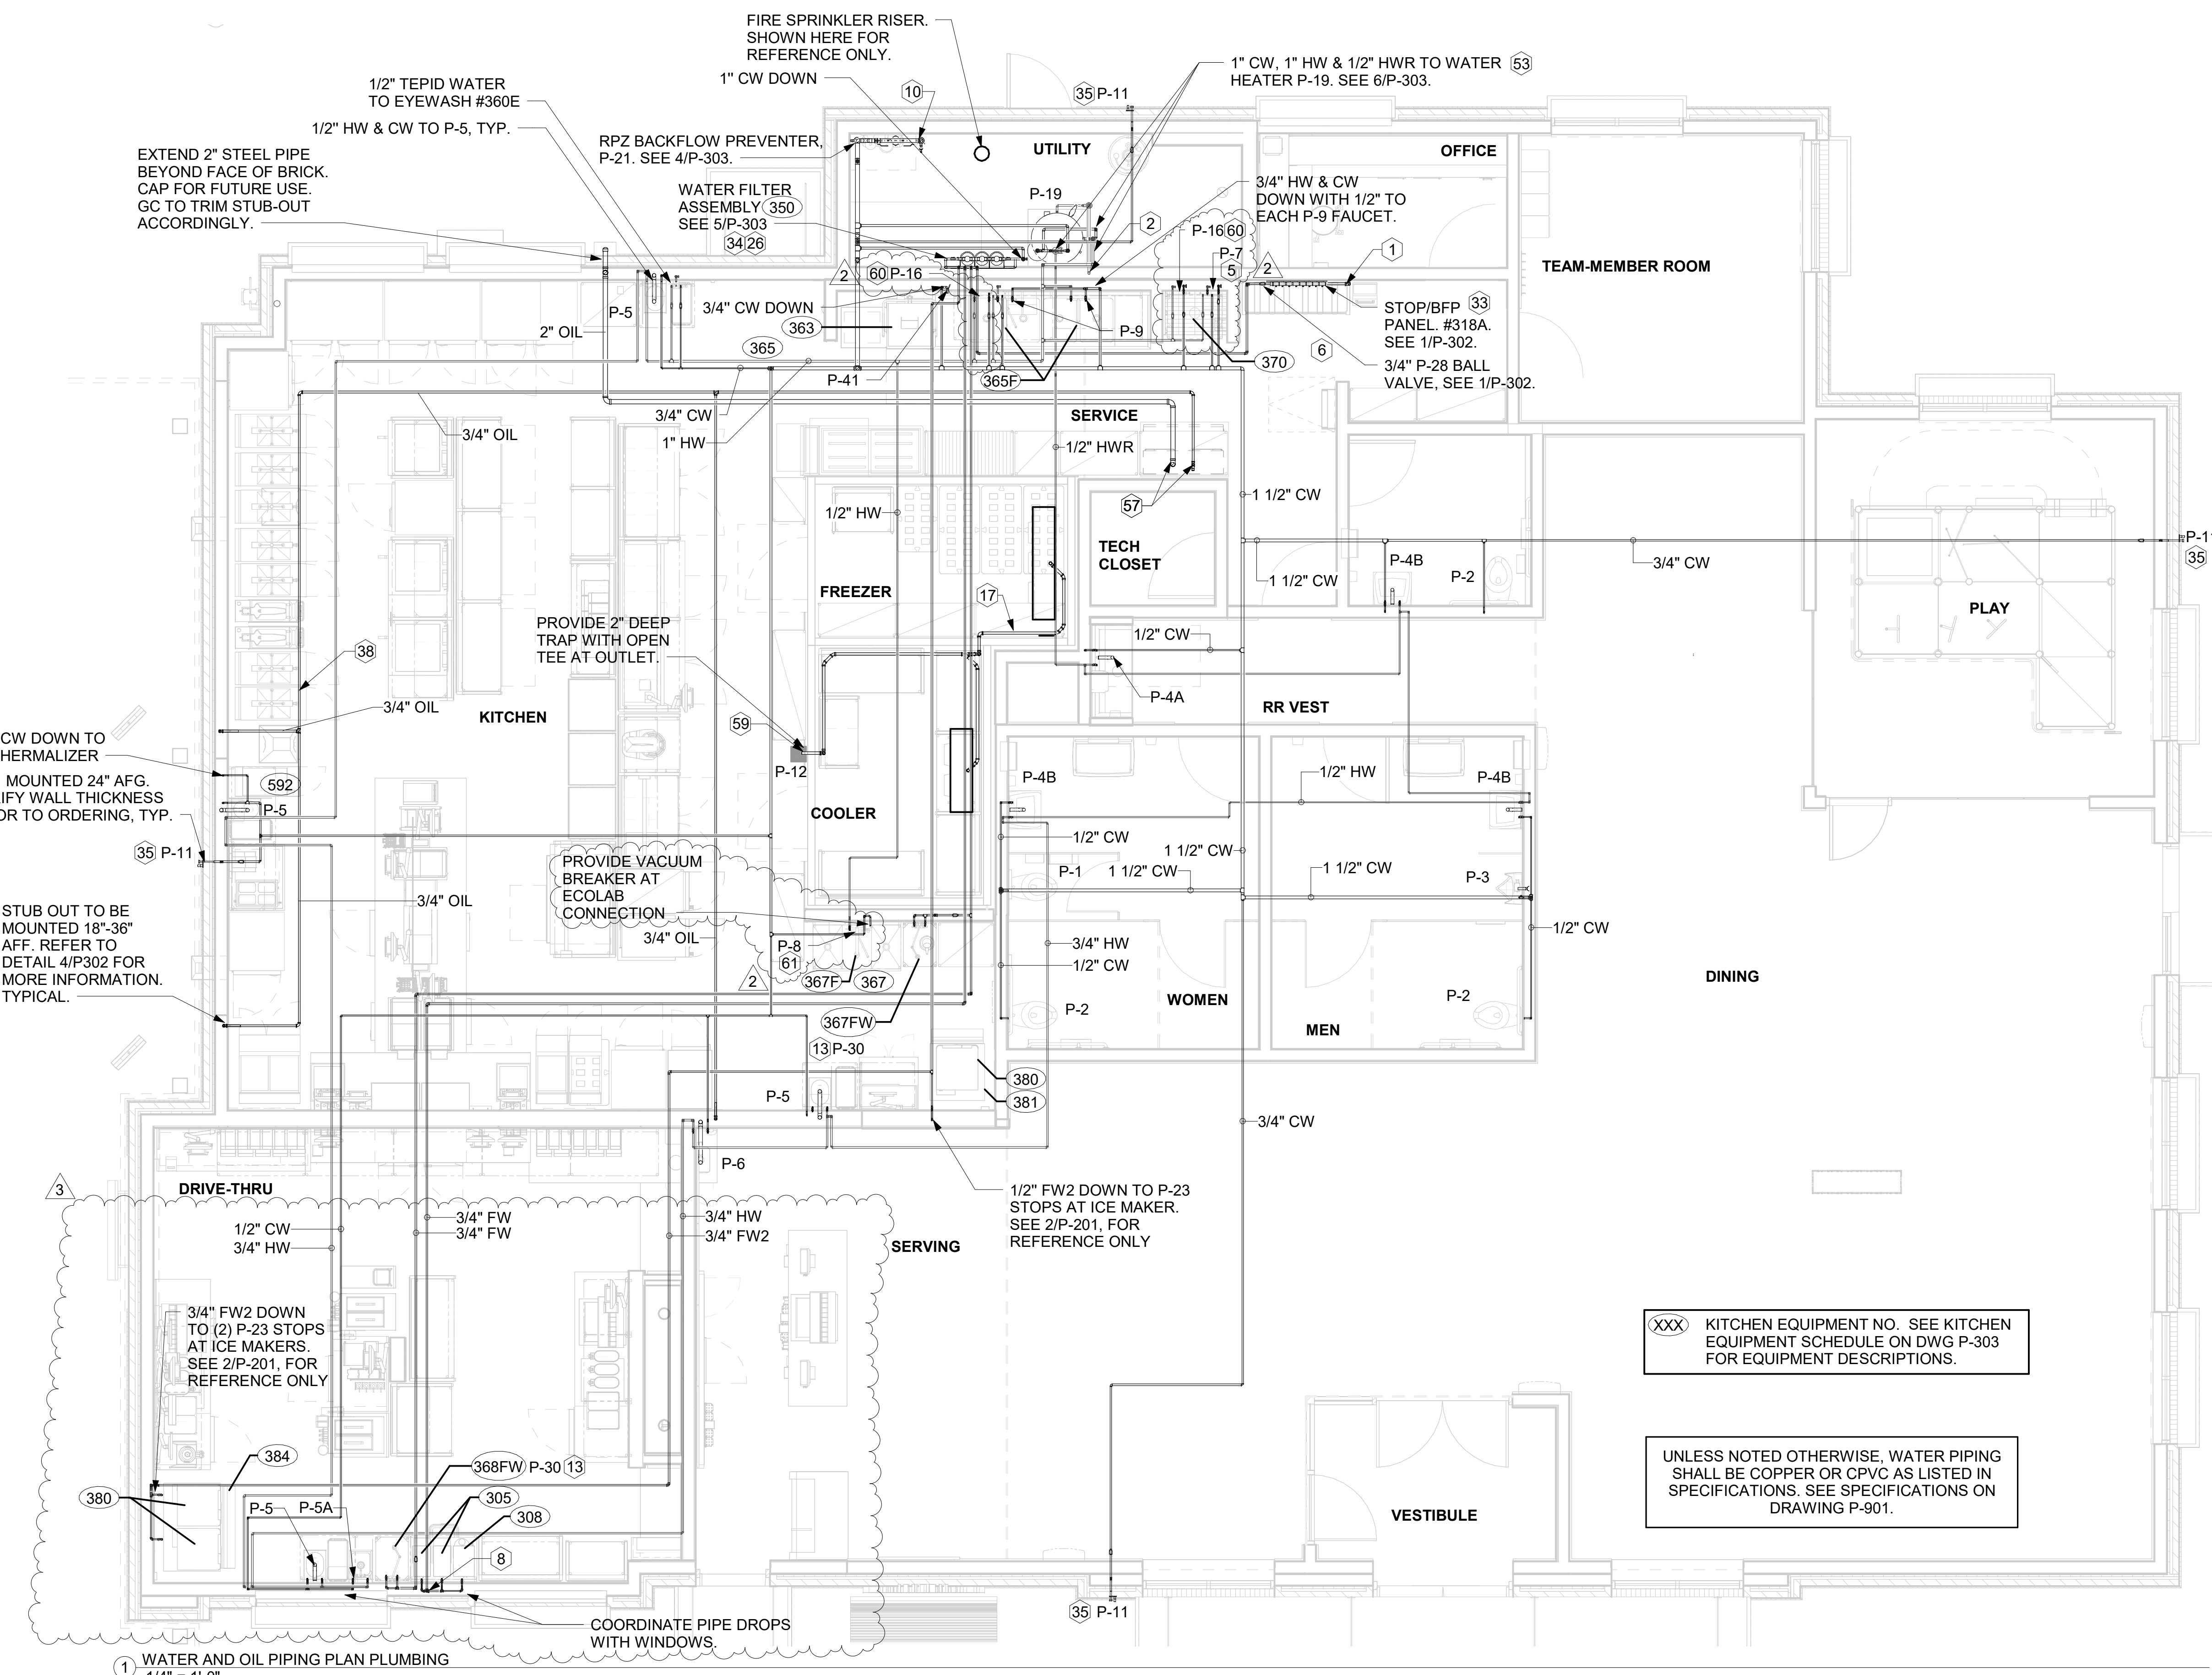 FIRE SPRINKLER RISER.
SHOWN HERE FOR
REFERENCE ONLY.
1" CW DOWN
1" CW, 1" HW & 1/2" HWR TO WATER 53
HEATER P-19. SEE 6/P-303.
1/2" TEPID WATER
TO EYEWASH #360E
1/2" HW & CW TO P-5, TYP.
10
35 P-11
RPZ BACKFLOW PREVENTER,
P-21. SEE 4/P-303.
UTILITY
OFFICE
EXTEND 2" STEEL PIPE
BEYOND FACE OF BRICK.
CAP FOR FUTURE USE.
GC TO TRIM STUB-OUT
ACCORDINGLY.
WATER FILTER
ASSEMBLY 350
SEE 5/P-303
34 26
P-19
3/4" HW & CW
DOWN WITH 1/2" TO
EACH P-9 FAUCET.
2
P-16 60
P-7
5
2
1
TEAM-MEMBER ROOM
2
60 P-16
P-5
3/4" CW DOWN
363
2" OIL
365
P-41
365F
P-9
370
6
STOP/BFP 33
PANEL. #318A.
SEE 1/P-302.
3/4" P-28 BALL
VALVE, SEE 1/P-302.
3/4" CW
1" HW
3/4" OIL
SERVICE
1/2" HWR
57
1/2" HW
1 1/2" CW
TECH
CLOSET
FREEZER
1 1/2" CW
P-4B
P-2
3/4" CW
P-11
35
PLAY
17
PROVIDE 2" DEEP
TRAP WITH OPEN
TEE AT OUTLET.
1/2" CW
P-4A
RR VEST
38
3/4" OIL
KITCHEN
59
P-12
COOLER
CW DOWN TO
HERMALIZER
592
P-5
MOUNTED 24" AFG.
IFY WALL THICKNESS
OR TO ORDERING, TYP.
35 P-11
P-4B
1/2" HW
P-4B
1/2" CW
1 1/2" CW
P-1
1 1/2" CW
1 1/2" CW
P-3
1/2" CW
3/4" HW
1/2" CW
WOMEN
P-2
MEN
P-2
DINING
PROVIDE VACUUM
BREAKER AT
ECOLAB
CONNECTION
3/4" OIL
3/4" OIL
P-8
61
2
367F
367
367FW
13 P-30
STUB OUT TO BE
MOUNTED 18"-36"
AFF. REFER TO
DETAIL 4/P302 FOR
MORE INFORMATION.
TYPICAL.
380
381
P-5
P-6
3/4" CW
3
DRIVE-THRU
1/2" CW
3/4" HW
3/4" FW
3/4" FW
3/4" HW
3/4" FW2
SERVING
1/2" FW2 DOWN TO P-23
STOPS AT ICE MAKER.
SEE 2/P-201, FOR
REFERENCE ONLY
3/4" FW2 DOWN
TO (2) P-23 STOPS
AT ICE MAKERS.
SEE 2/P-201, FOR
REFERENCE ONLY
384
380
368FW P-30 13
P-5
P-5A
305
308
8
XXX KITCHEN EQUIPMENT NO. SEE KITCHEN
EQUIPMENT SCHEDULE ON DWG P-303
FOR EQUIPMENT DESCRIPTIONS.
UNLESS NOTED OTHERWISE, WATER PIPING
SHALL BE COPPER OR CPVC AS LISTED IN
SPECIFICATIONS. SEE SPECIFICATIONS ON
DRAWING P-901.
VESTIBULE
35 P-11
COORDINATE PIPE DROPS
WITH WINDOWS.
1 WATER AND OIL PIPING PLAN PLUMBING
1/4" = 1'-0"